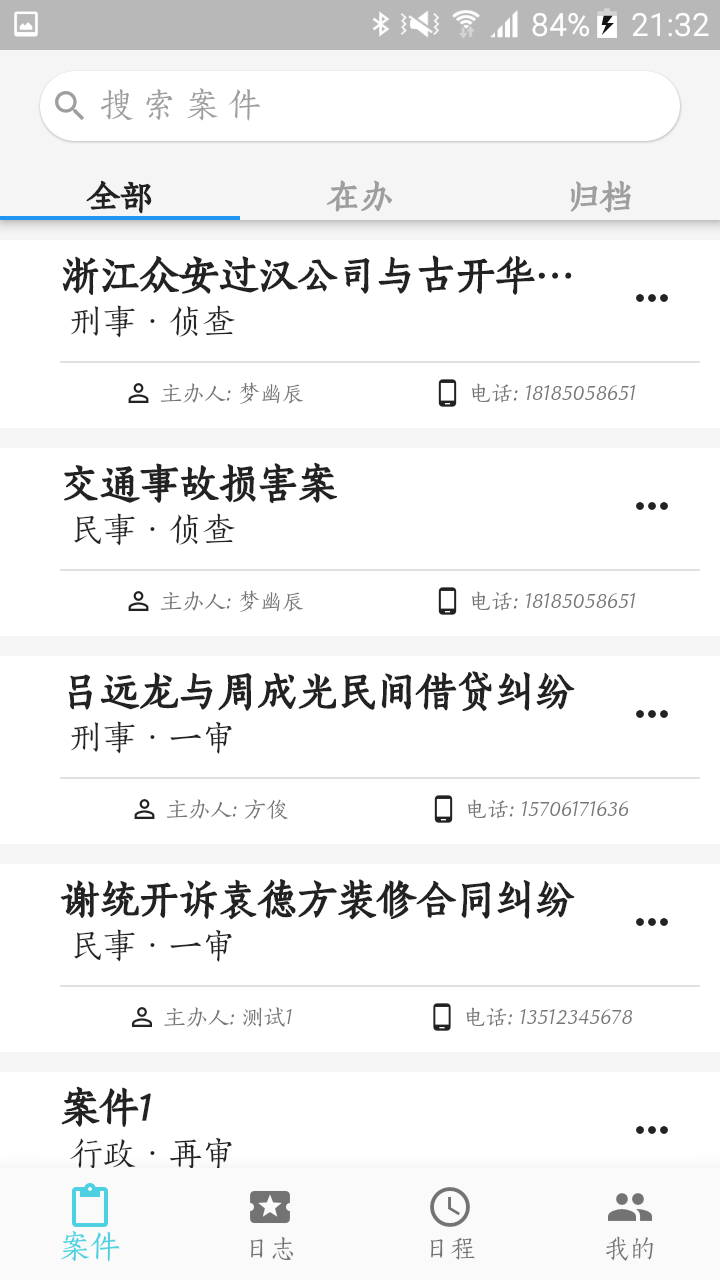 84% 21:32
搜索案件
全部 在办 归档
浙江众安过汉公司与古开华…
刑事 · 侦查
主办人: 梦幽辰 电话: 18185058651
交通事故损害案
民事 · 侦查
主办人: 梦幽辰 电话: 18185058651
吕远龙与周成光民间借贷纠纷
刑事 · 一审
主办人: 方俊 电话: 15706171636
谢统开诉袁德方装修合同纠纷
民事 · 一审
主办人: 测试1 电话: 13512345678
案件1
行政 · 再审
案件 日志 日程 我的